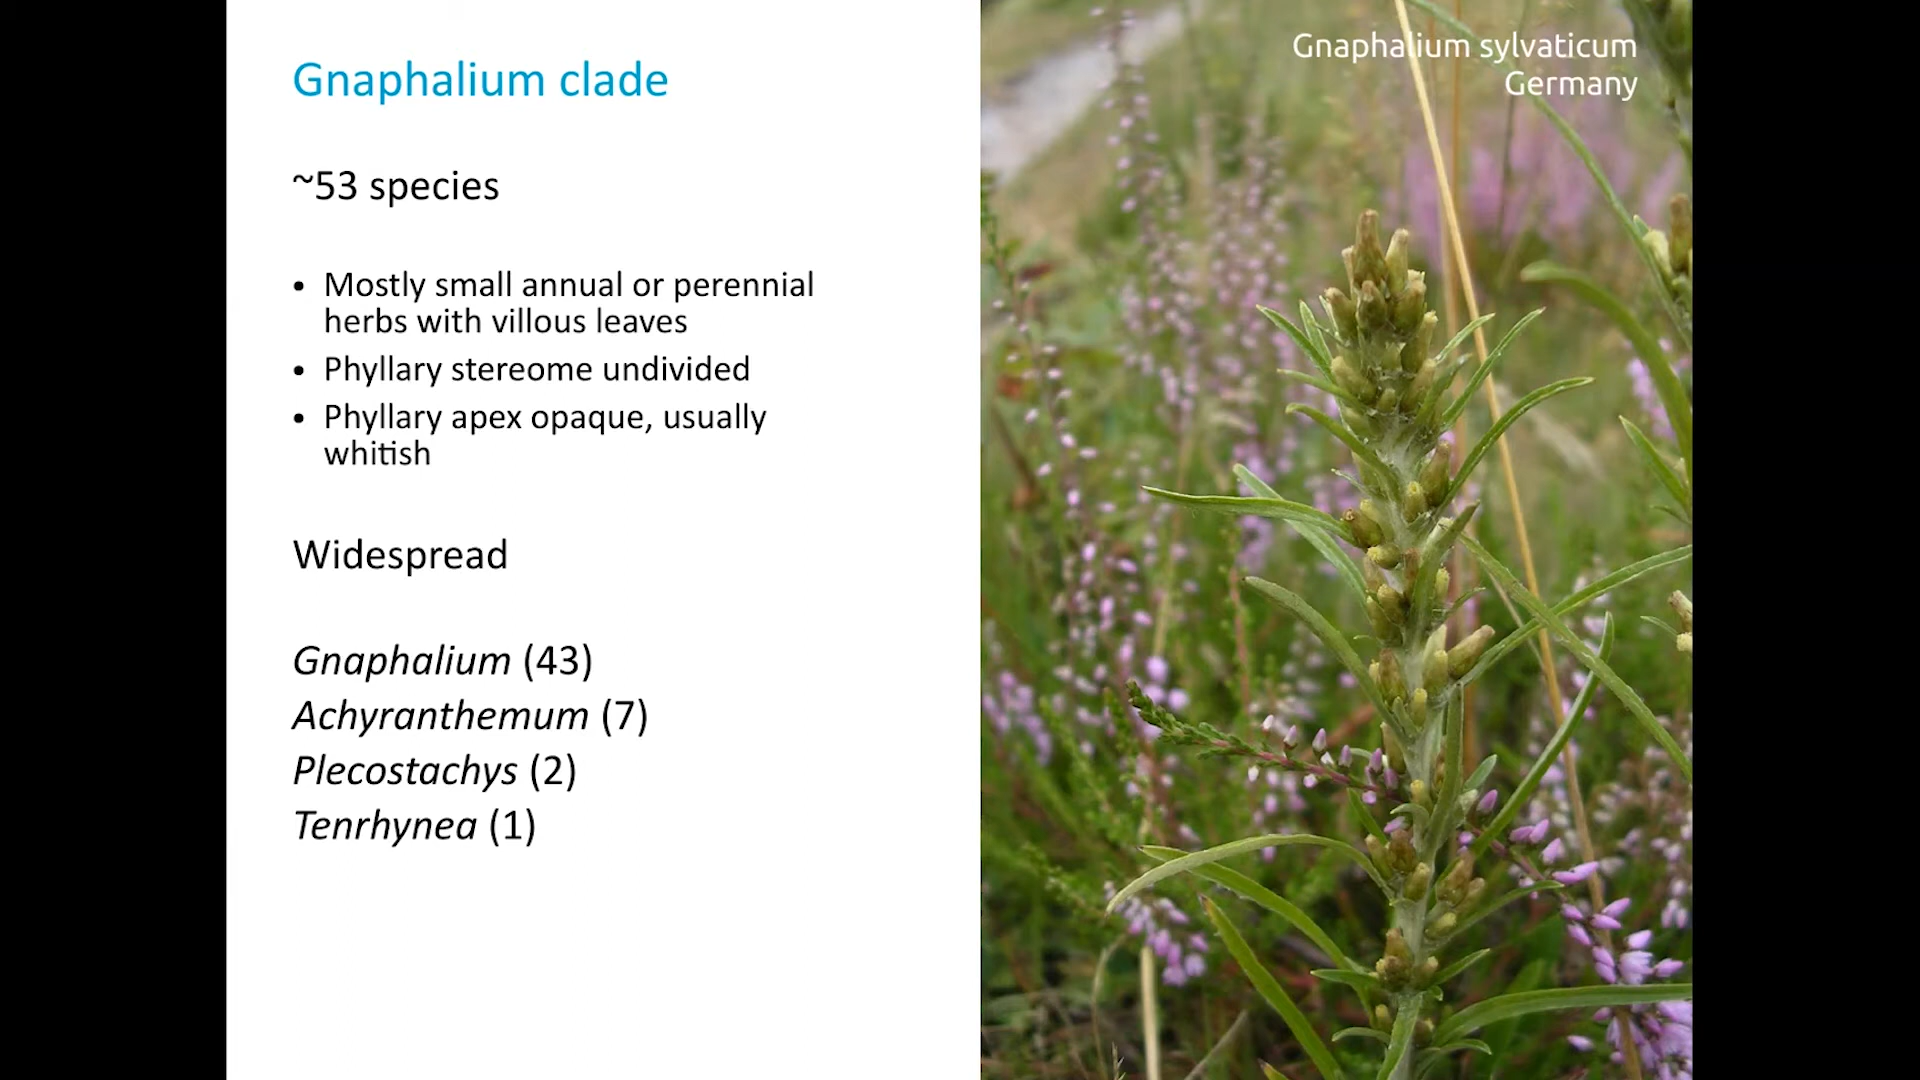 Gnaphalium clade
~53 species
• Mostly small annual or perennial
herbs with villous leaves
• Phyllary stereome undivided
• Phyllary apex opaque, usually
whitish
Widespread
Gnaphalium (43)
Achyranthemum (7)
Plecostachys (2)
Tenrhynea (1)
Gnaphalium sylvaticum
Germany